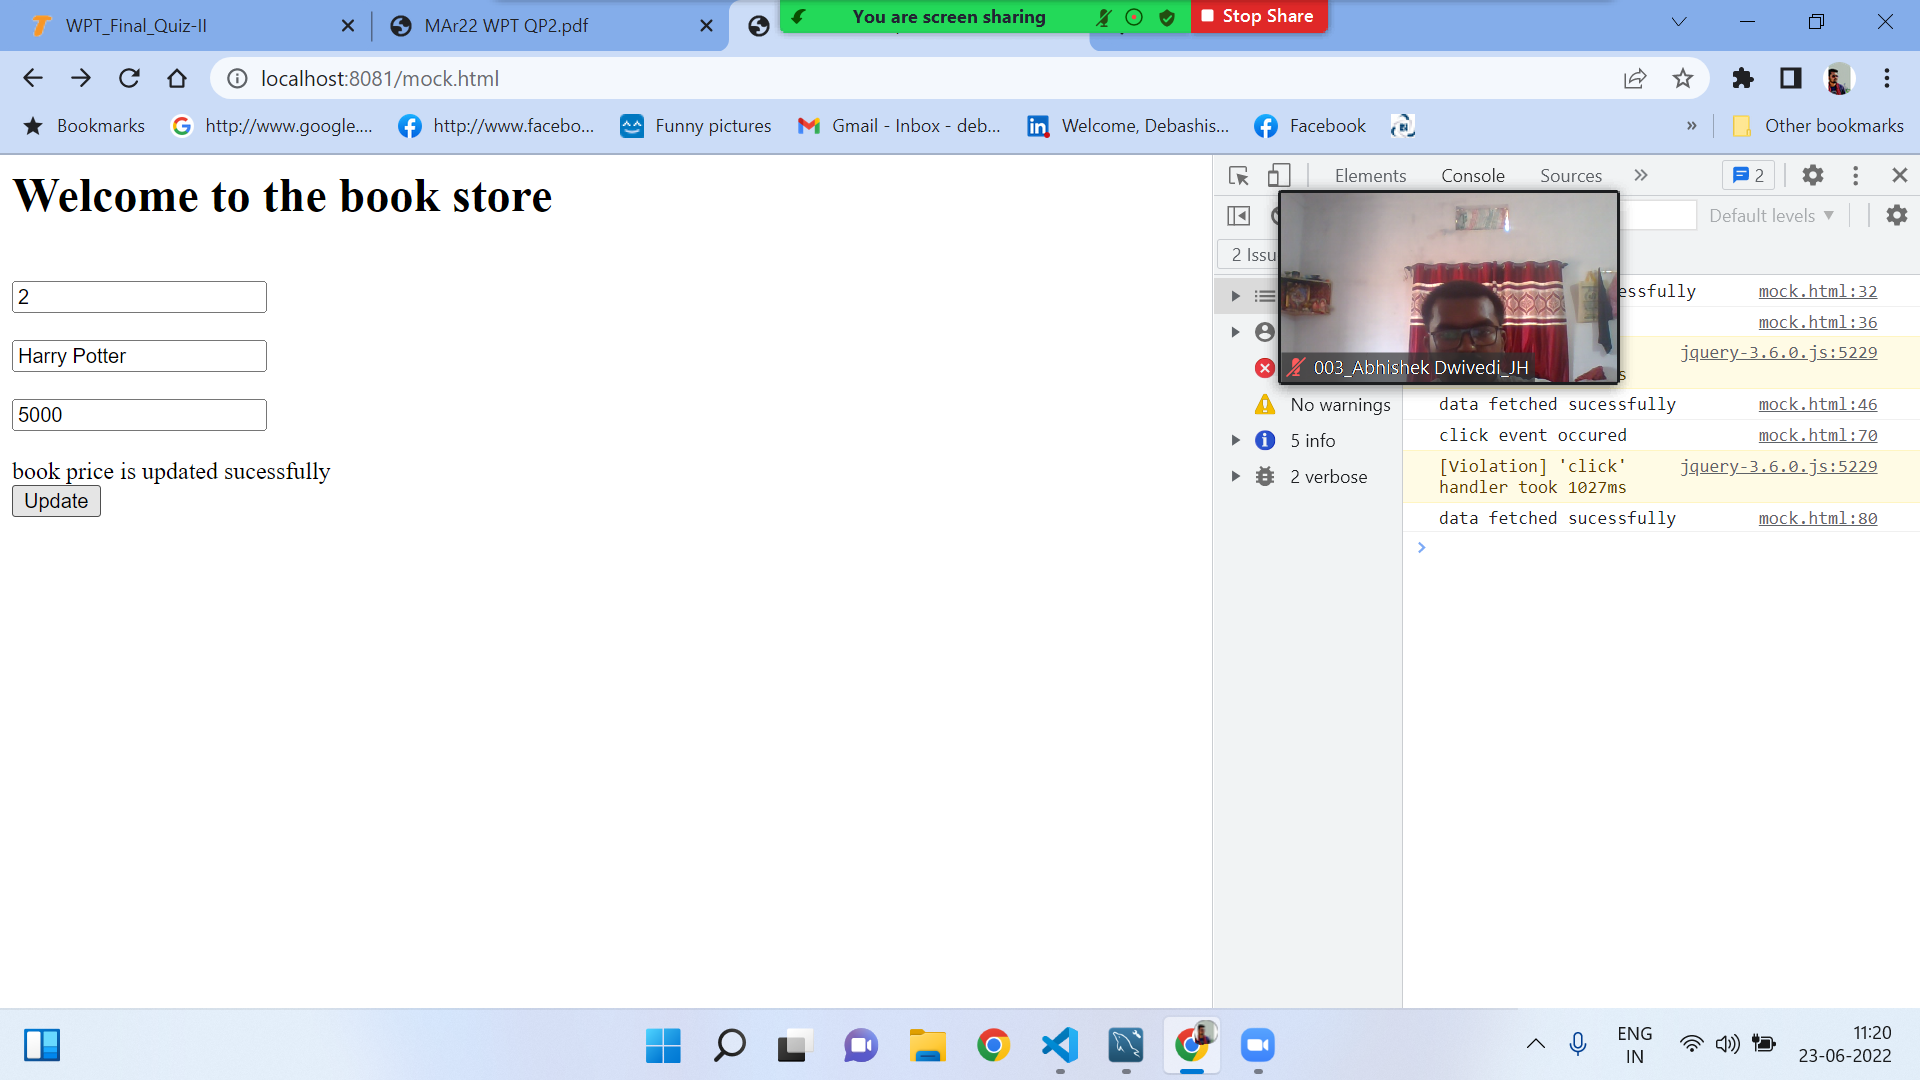 WPT_Final_Quiz-II
MAr22 WPT QP2.pdf
You are screen sharing
Stop Share
localhost:8081/mock.html
Bookmarks
http://www.google....
http://www.facebo...
Funny pictures
Gmail - Inbox - deb...
Welcome, Debashis...
Facebook
»
Other bookmarks
Welcome to the book store
2
Harry Potter
5000
book price is updated sucessfully
Update
Elements
Console
Sources
»
2
Default levels ▼
2 Issu
003_Abhishek Dwivedi_JH
No warnings
5 info
2 verbose
essfully mock.html:32
mock.html:36
jquery-3.6.0.js:5229
s
data fetched sucessfully mock.html:46
click event occured mock.html:70
[Violation] 'click' jquery-3.6.0.js:5229
handler took 1027ms
data fetched sucessfully mock.html:80
ENG
IN
11:20
23-06-2022